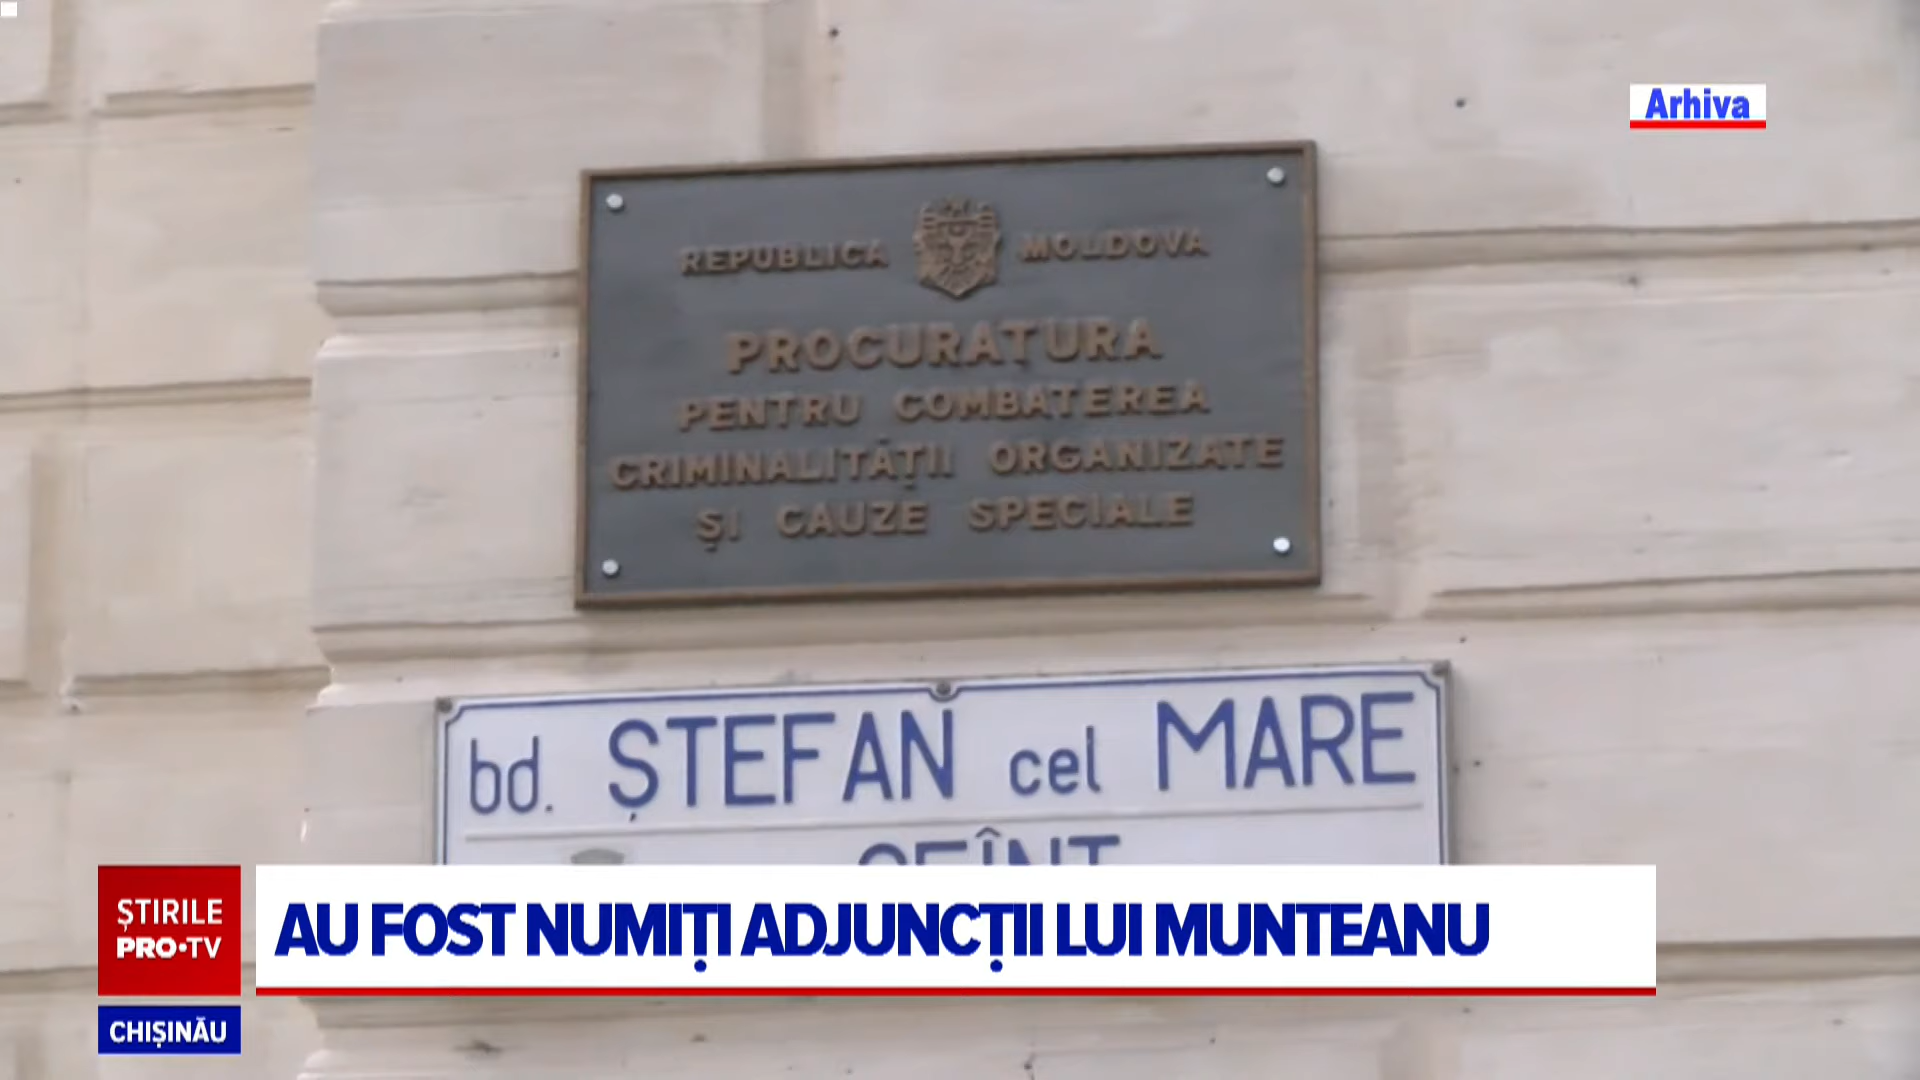 Arhiva
REPUBLICA MOLDOVA
PROCURATURA
PENTRU COMBATEREA
CRIMINALITĂȚII ORGANIZATE
ȘI CAUZE SPECIALE
bd. ȘTEFAN cel MARE
ȘTIRILE
PRO•TV
CHIȘINĂU
AU FOST NUMIȚI ADJUNCȚII LUI MUNTEANU